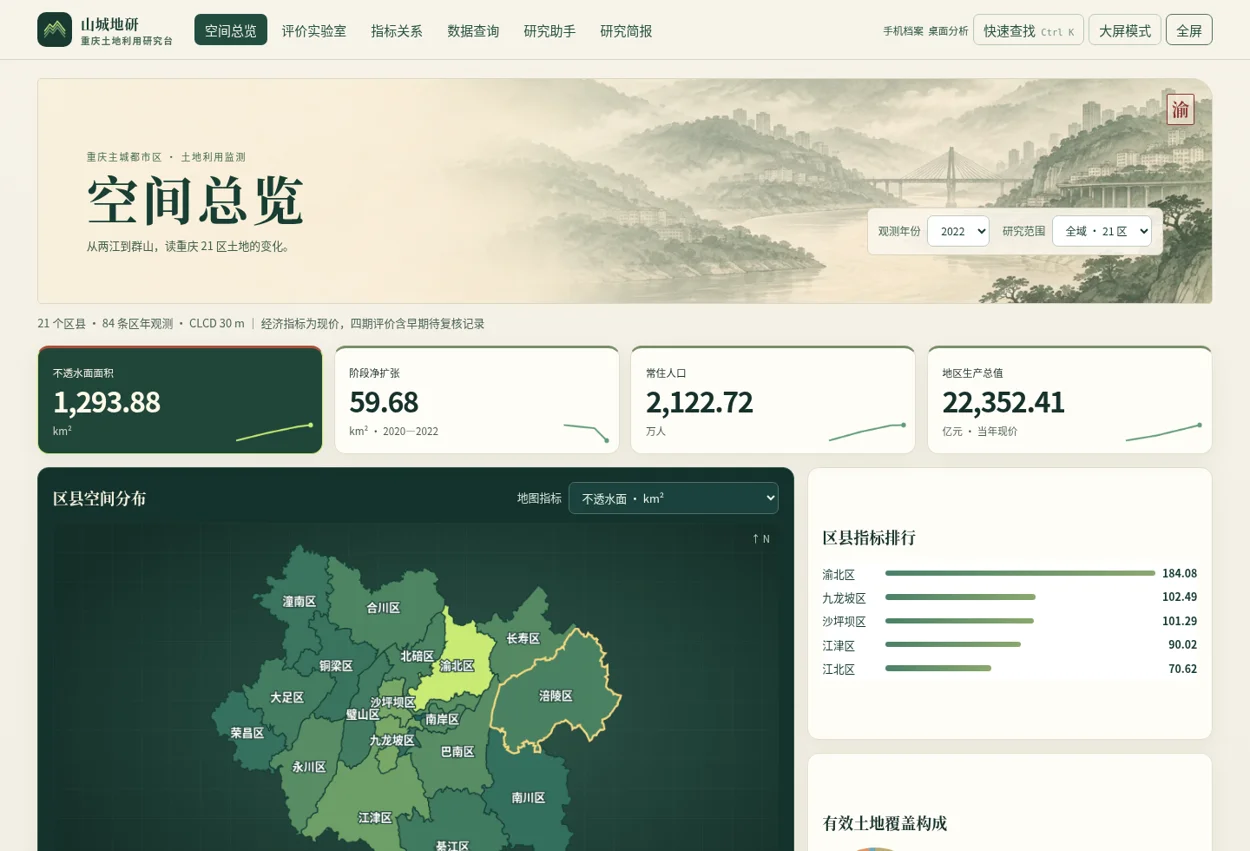 山城地研
重庆土地利用研究台
空间总览 评价实验室 指标关系 数据查询 研究助手 研究简报
手机档案 桌面分析 快速查找 Ctrl K 大屏模式 全屏
渝
重庆主城都市区 · 土地利用监测
空间总览
从两江到群山，读重庆 21 区土地的变化。
观测年份 2022 研究范围 全域 · 21 区
21 个区县 · 84 条区年观测 · CLCD 30 m | 经济指标为现价，四期评价含早期待复核记录
不透水面面积
1,293.88
km²
阶段净扩张
59.68
km² · 2020—2022
常住人口
2,122.72
万人
地区生产总值
22,352.41
亿元 · 当年现价
区县空间分布
地图指标 不透水面 · km²
↑ N
潼南区
合川区
长寿区
北碚区
渝北区
铜梁区
大足区
沙坪坝区
涪陵区
璧山区
南岸区
荣昌区
九龙坡区
巴南区
永川区
南川区
江津区
綦江区
区县指标排行
渝北区 184.08
九龙坡区 102.49
沙坪坝区 101.29
江津区 90.02
江北区 70.62
有效土地覆盖构成